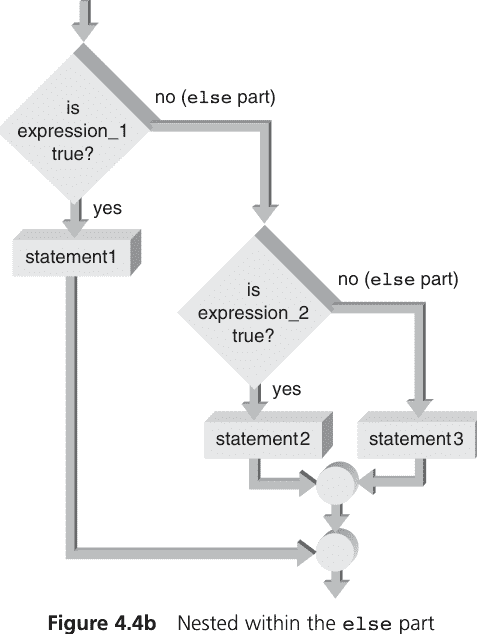 no (else part)
is
expression_1
true?
yes
statement1
no (else part)
is
expression_2
true?
yes
statement2
statement3
Figure 4.4b Nested within the else part